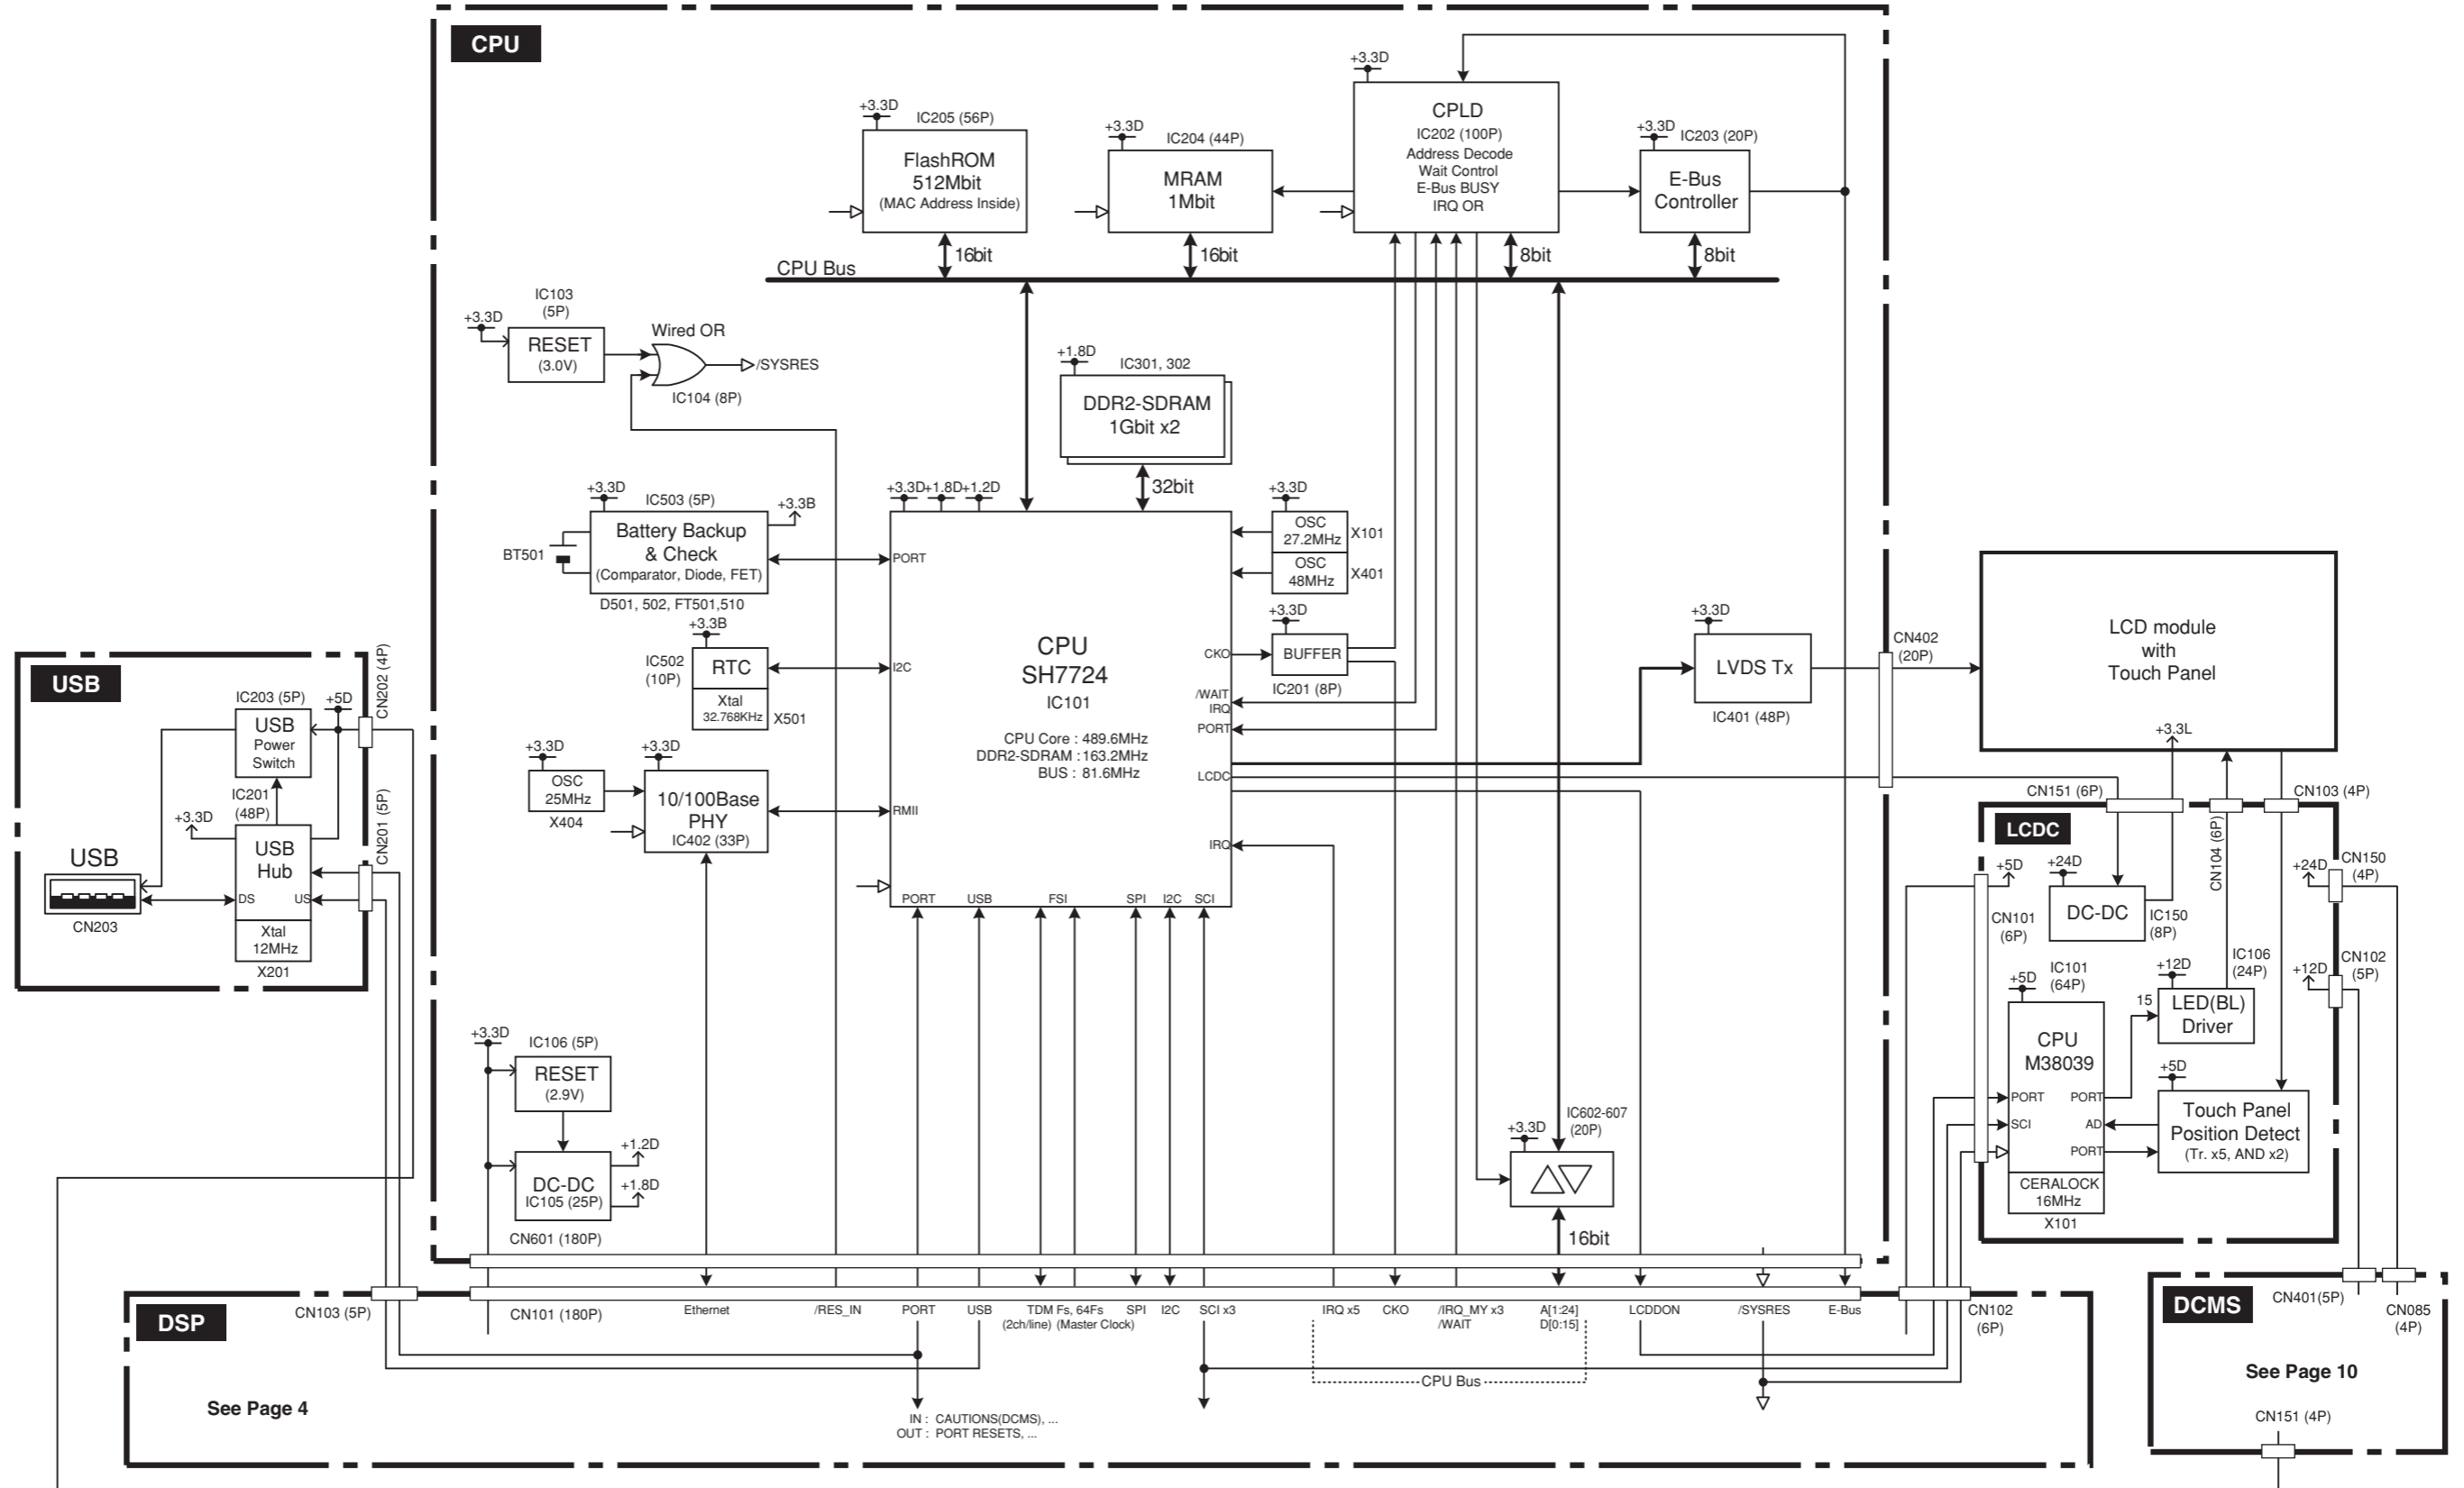 CPU
+3.3D
CPLD
IC202 (100P)
Address Decode
Wait Control
E-Bus BUSY
IRQ OR
+3.3D
IC205 (56P)
FlashROM
512Mbit
(MAC Address Inside)
+3.3D
IC204 (44P)
MRAM
1Mbit
+3.3D
IC203 (20P)
E-Bus
Controller
16bit
16bit
8bit
8bit
CPU Bus
IC103
(5P)
+3.3D
RESET
(3.0V)
Wired OR
/SYSRES
IC104 (8P)
+1.8D
IC301, 302
DDR2-SDRAM
1Gbit x2
32bit
+3.3D
IC503 (5P)
+3.3B
Battery Backup
& Check
(Comparator, Diode, FET)
BT501
D501, 502, FT501,510
+3.3D+1.8D+1.2D
PORT
+3.3D
OSC
27.2MHz
X101
OSC
48MHz
X401
+3.3B
IC502
(10P)
RTC
Xtal
32.768KHz
X501
I2C
CPU
SH7724
IC101
CPU Core : 489.6MHz
DDR2-SDRAM :163.2MHz
BUS : 81.6MHz
+3.3D
CKO
BUFFER
IC201 (8P)
/WAIT
IRQ
PORT
LCDC
IRQ
+3.3D
LVDS Tx
IC401 (48P)
CN402
(20P)
LCD module
with
Touch Panel
+3.3L
+3.3D
OSC
25MHz
X404
+3.3D
10/100Base
PHY
IC402 (33P)
RMII
PORT
USB
FSI
SPI
I2C
SCI
USB
CN202 (4P)
IC203 (5P)
+5D
USB
Power
Switch
IC201
(48P)
+3.3D
CN201 (5P)
USB
Hub
DS
US
USB
CN203
Xtal
12MHz
X201
CN151 (6P)
CN103 (4P)
LCDC
CN104 (6P)
+5D
+24D
DC-DC
IC150
(8P)
+24D
CN150
(4P)
CN101
(6P)
IC106
(24P)
+12D
CN102
(5P)
+5D
IC101
(64P)
+12D
15
LED(BL)
Driver
CPU
M38039
PORT
PORT
SCI
AD
PORT
+5D
Touch Panel
Position Detect
(Tr. x5, AND x2)
CERALOCK
16MHz
X101
+3.3D
IC106 (5P)
RESET
(2.9V)
+1.2D
DC-DC
IC105 (25P)
+1.8D
CN601 (180P)
IC602-607
(20P)
+3.3D
16bit
DSP
CN103 (5P)
CN101 (180P)
Ethernet
/RES_IN
PORT
USB
TDM Fs, 64Fs
(2ch/line) (Master Clock)
SPI
I2C
SCI x3
IRQ x5
CKO
/IRQ_MY x3
/WAIT
A[1:24]
D[0:15]
LCDDON
/SYSRES
E-Bus
CN102
(6P)
CPU Bus
See Page 4
IN : CAUTIONS(DCMS), ...
OUT : PORT RESETS, ...
DCMS
CN401(5P)
CN085
(4P)
See Page 10
CN151 (4P)